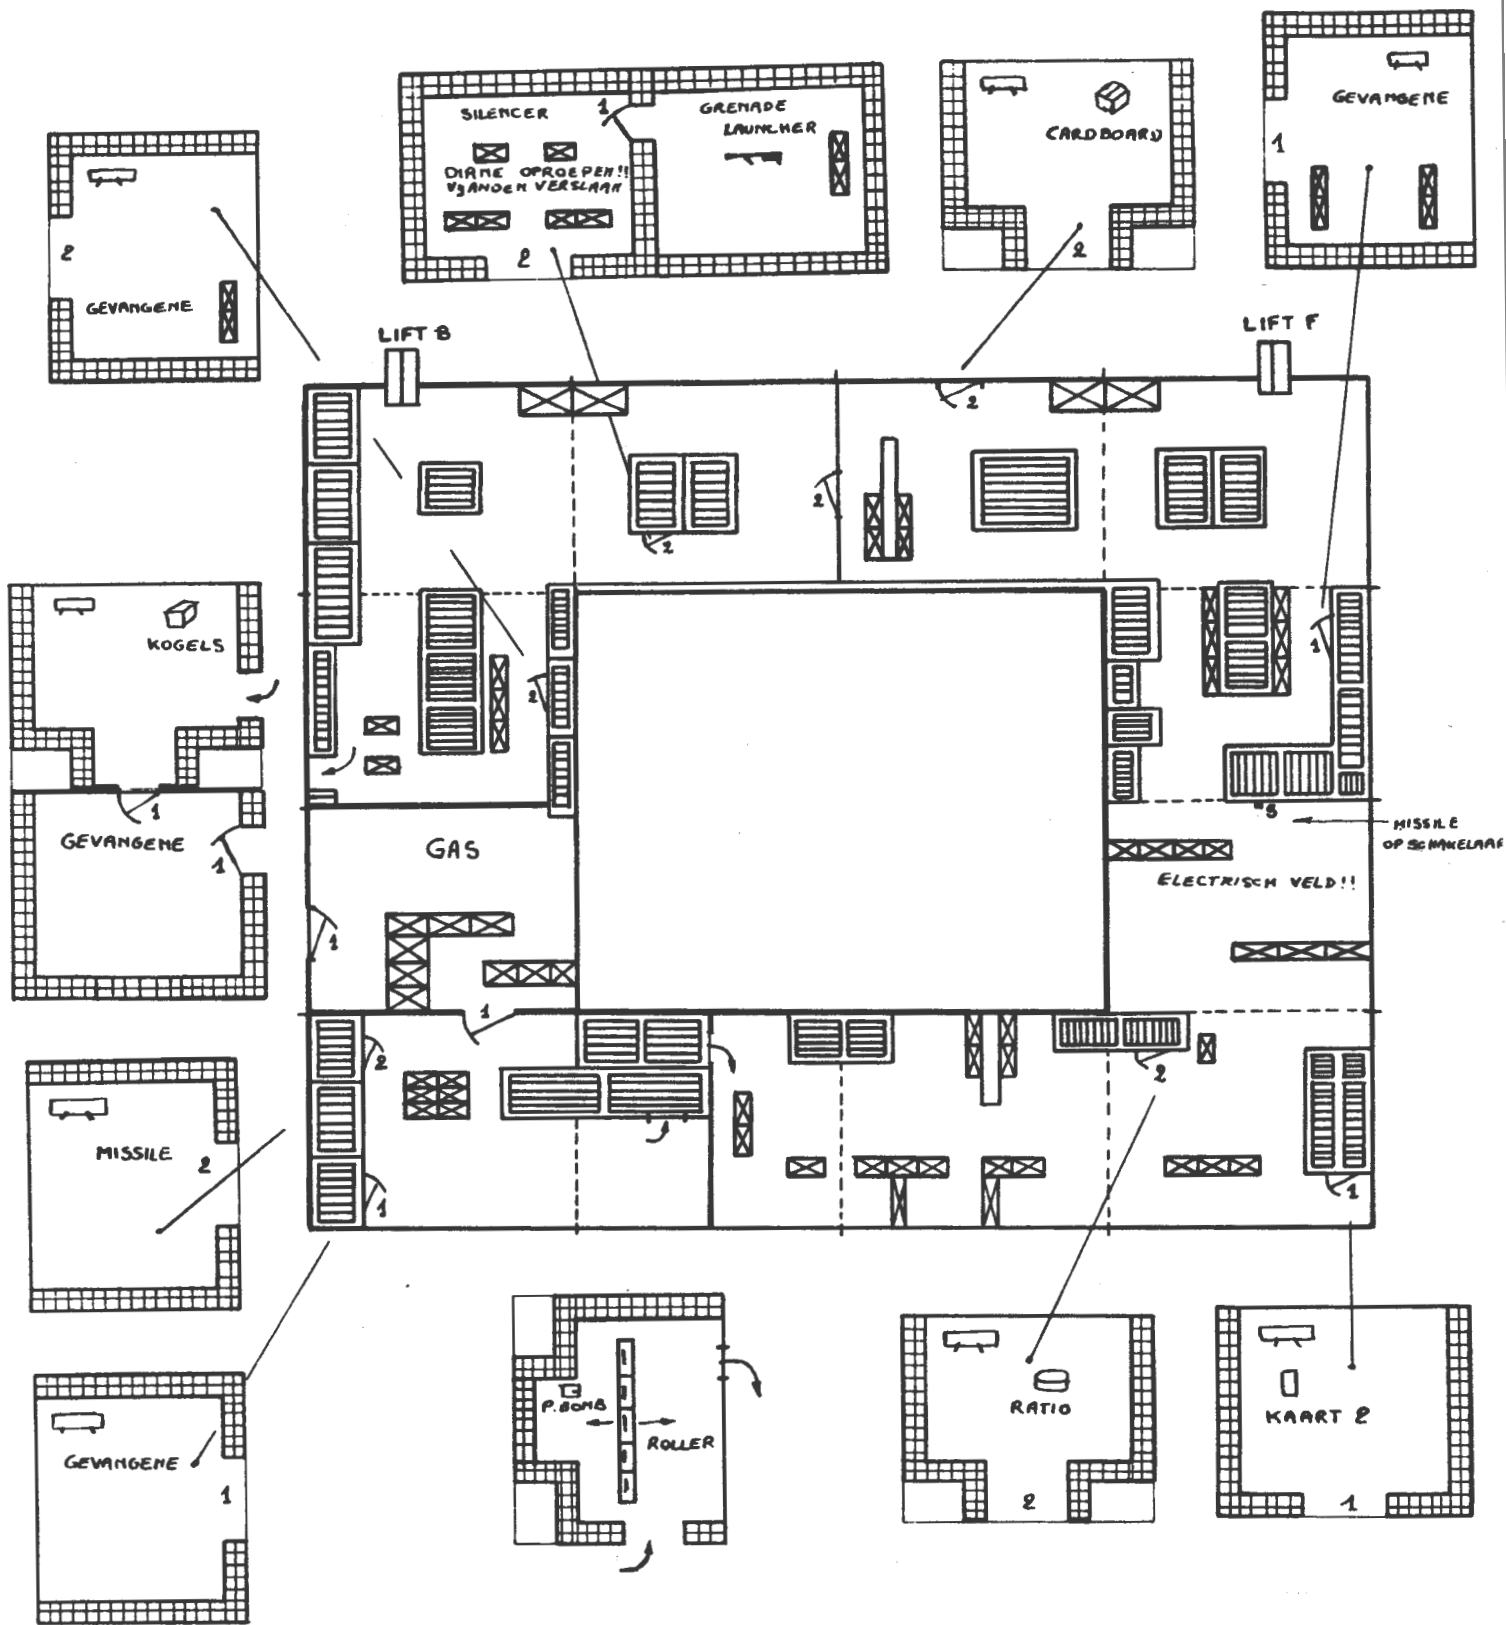 SILENCER
1
DIANE OPROEPEN!!
VIJANDEN VERSLAAN
2
GRENADE
LAUNCHER
CARDBOARD
2
GEVANGENE
1
2
GEVANGENE
LIFT B
LIFT F
2
2
2
KOGELS
1
GEVANGENE
1
2
1
"S
MISSILE
OP SCHAKELAAR
GAS
ELECTRISCH VELD!!
1
1
2
1
2
1
MISSILE
2
GEVANGENE
1
P.BOMB
ROLLER
RATIO
2
KAART 2
1